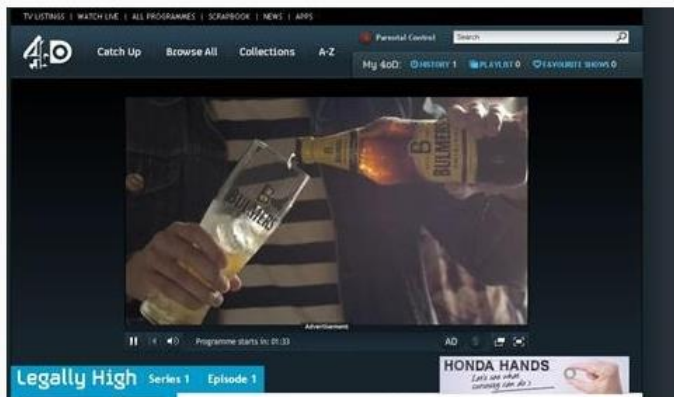 TV LISTINGS | WATCH LIVE | ALL PROGRAMMES | SCRAPBOOK | NEWS | APPS
4oD Catch Up Browse All Collections A-Z
Parental Control Search
My 4oD: HISTORY 1 PLAYLIST 0 FAVOURITE SHOWS 0
B
BULMERS
B
BULMERS
Advertisement
Programme starts in: 01:33 AD
Legally High Series 1 Episode 1
HONDA HANDS
Let's see what
curiosity can do >